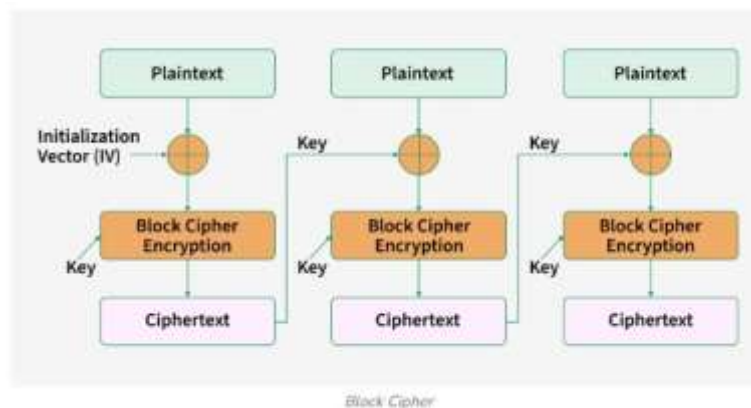 Plaintext
Plaintext
Plaintext
Initialization
Vector (IV)
Key
Key
Block Cipher
Encryption
Block Cipher
Encryption
Block Cipher
Encryption
Key
Key
Key
Ciphertext
Ciphertext
Ciphertext
Block Cipher